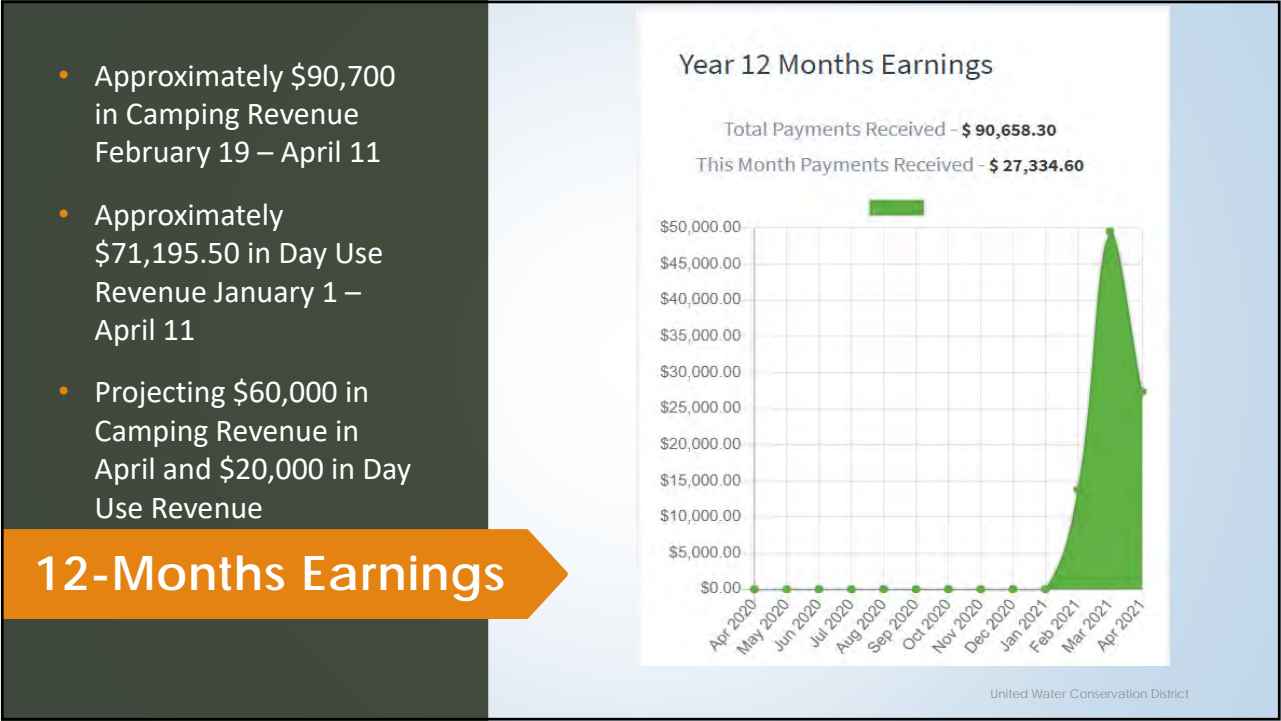 • Approximately $90,700
in Camping Revenue
February 19 – April 11
• Approximately
$71,195.50 in Day Use
Revenue January 1 –
April 11
• Projecting $60,000 in
Camping Revenue in
April and $20,000 in Day
Use Revenue
12-Months Earnings
Year 12 Months Earnings
Total Payments Received - $ 90,658.30
This Month Payments Received - $ 27,334.60
$50,000.00
$45,000.00
$40,000.00
$35,000.00
$30,000.00
$25,000.00
$20,000.00
$15,000.00
$10,000.00
$5,000.00
$0.00
Apr 2020
May 2020
Jun 2020
Jul 2020
Aug 2020
Sep 2020
Oct 2020
Nov 2020
Dec 2020
Jan 2021
Feb 2021
Mar 2021
Apr 2021
United Water Conservation District